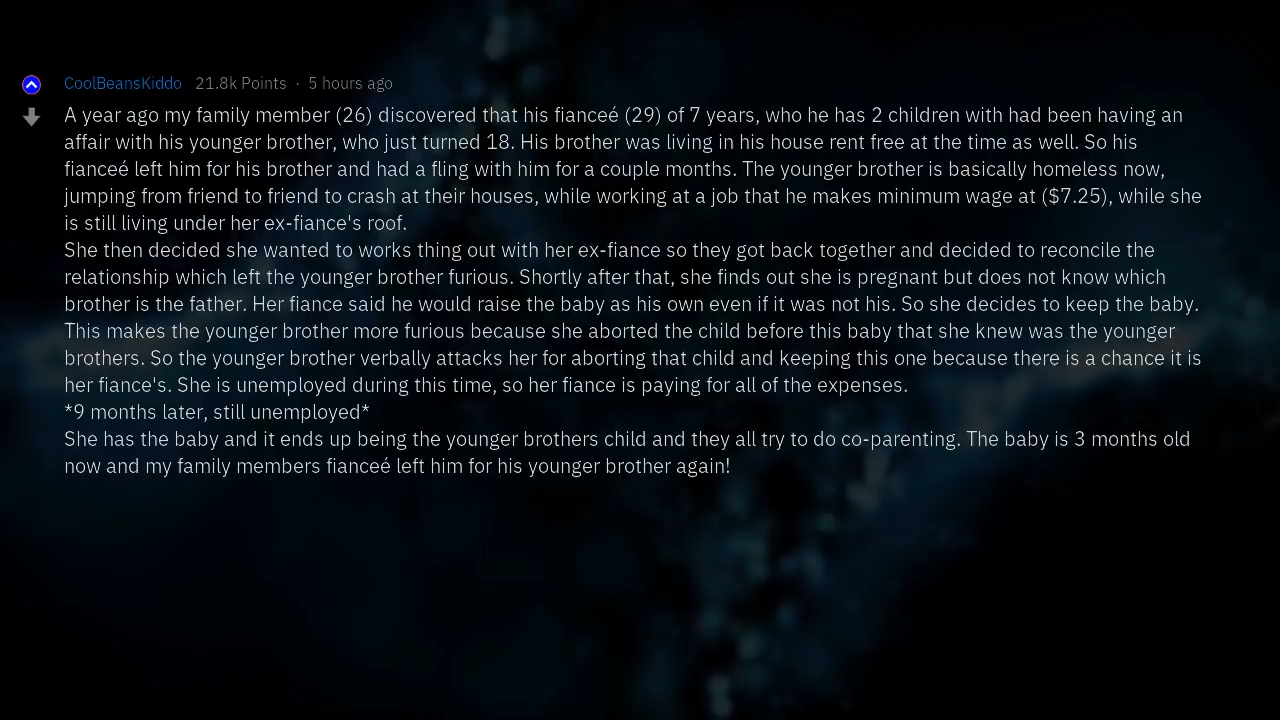 CoolBeansKiddo 21.8k Points · 5 hours ago
A year ago my family member (26) discovered that his fianceé (29) of 7 years, who he has 2 children with had been having an
affair with his younger brother, who just turned 18. His brother was living in his house rent free at the time as well. So his
fianceé left him for his brother and had a fling with him for a couple months. The younger brother is basically homeless now,
jumping from friend to friend to crash at their houses, while working at a job that he makes minimum wage at ($7.25), while she
is still living under her ex-fiance's roof.
She then decided she wanted to works thing out with her ex-fiance so they got back together and decided to reconcile the
relationship which left the younger brother furious. Shortly after that, she finds out she is pregnant but does not know which
brother is the father. Her fiance said he would raise the baby as his own even if it was not his. So she decides to keep the baby.
This makes the younger brother more furious because she aborted the child before this baby that she knew was the younger
brothers. So the younger brother verbally attacks her for aborting that child and keeping this one because there is a chance it is
her fiance's. She is unemployed during this time, so her fiance is paying for all of the expenses.
*9 months later, still unemployed*
She has the baby and it ends up being the younger brothers child and they all try to do co-parenting. The baby is 3 months old
now and my family members fianceé left him for his younger brother again!